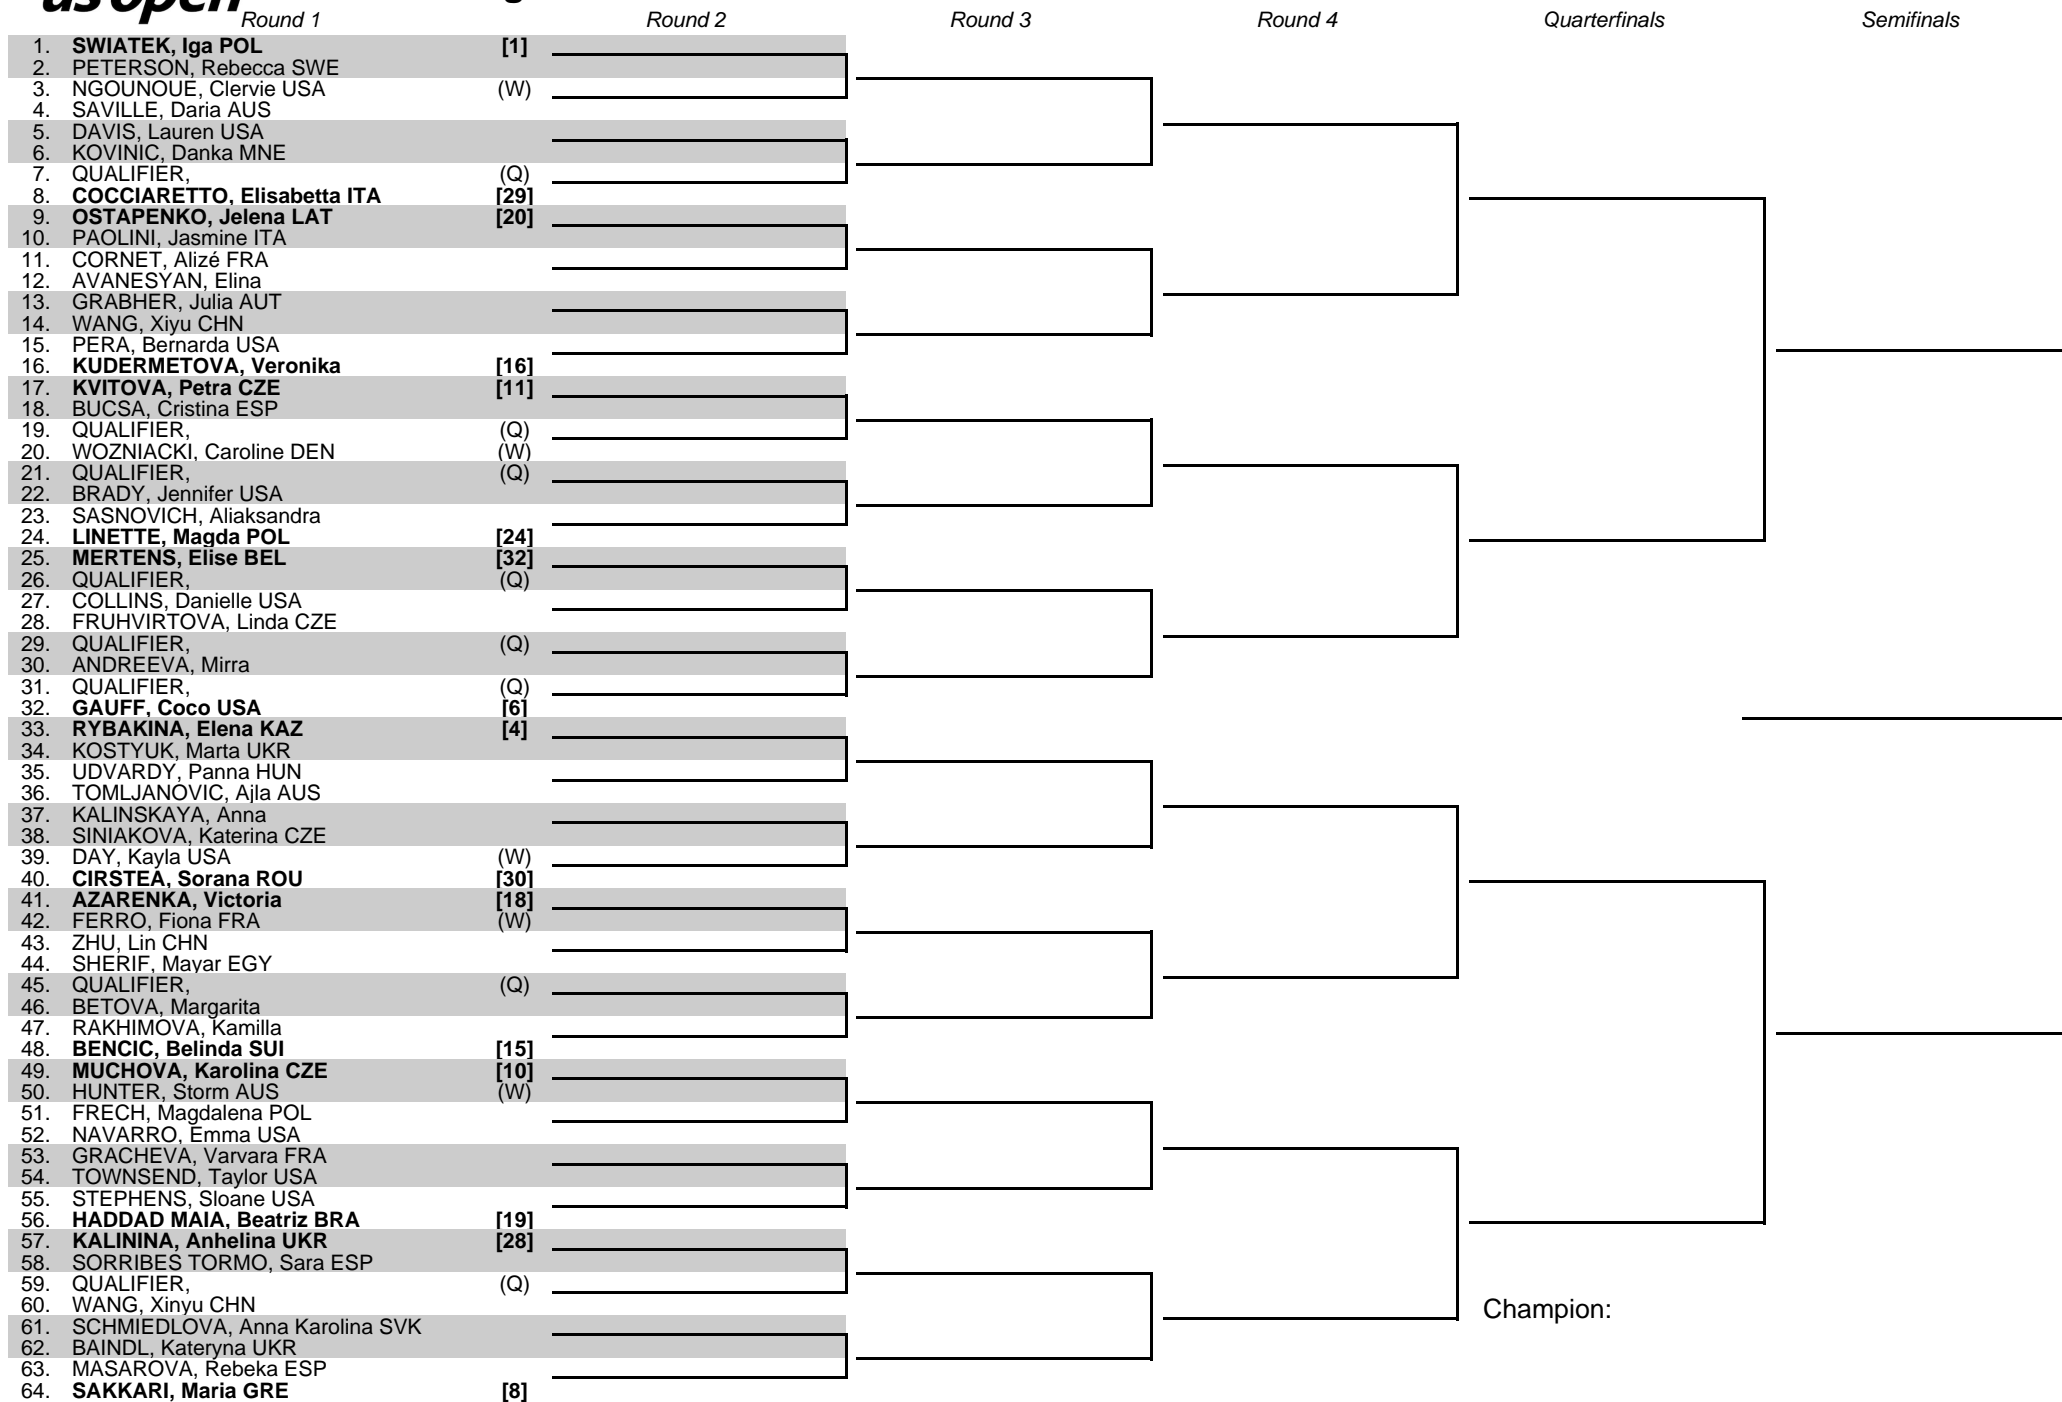 us open
Round 1 Round 2 Round 3 Round 4 Quarterfinals Semifinals
1. SWIATEK, Iga POL [1]
2. PETERSON, Rebecca SWE
3. NGOUNOUE, Clervie USA (W)
4. SAVILLE, Daria AUS
5. DAVIS, Lauren USA
6. KOVINIC, Danka MNE
7. QUALIFIER, (Q)
8. COCCIARETTO, Elisabetta ITA [29]
9. OSTAPENKO, Jelena LAT [20]
10. PAOLINI, Jasmine ITA
11. CORNET, Alizé FRA
12. AVANESYAN, Elina
13. GRABHER, Julia AUT
14. WANG, Xiyu CHN
15. PERA, Bernarda USA
16. KUDERMETOVA, Veronika [16]
17. KVITOVA, Petra CZE [11]
18. BUCSA, Cristina ESP
19. QUALIFIER, (Q)
20. WOZNIACKI, Caroline DEN (W)
21. QUALIFIER, (Q)
22. BRADY, Jennifer USA
23. SASNOVICH, Aliaksandra
24. LINETTE, Magda POL [24]
25. MERTENS, Elise BEL [32]
26. QUALIFIER, (Q)
27. COLLINS, Danielle USA
28. FRUHVIRTOVA, Linda CZE
29. QUALIFIER, (Q)
30. ANDREEVA, Mirra
31. QUALIFIER, (Q)
32. GAUFF, Coco USA [6]
33. RYBAKINA, Elena KAZ [4]
34. KOSTYUK, Marta UKR
35. UDVARDY, Panna HUN
36. TOMLJANOVIC, Ajla AUS
37. KALINSKAYA, Anna
38. SINIAKOVA, Katerina CZE
39. DAY, Kayla USA (W)
40. CIRSTEA, Sorana ROU [30]
41. AZARENKA, Victoria [18]
42. FERRO, Fiona FRA (W)
43. ZHU, Lin CHN
44. SHERIF, Mayar EGY
45. QUALIFIER, (Q)
46. BETOVA, Margarita
47. RAKHIMOVA, Kamilla
48. BENCIC, Belinda SUI [15]
49. MUCHOVA, Karolina CZE [10]
50. HUNTER, Storm AUS (W)
51. FRECH, Magdalena POL
52. NAVARRO, Emma USA
53. GRACHEVA, Varvara FRA
54. TOWNSEND, Taylor USA
55. STEPHENS, Sloane USA
56. HADDAD MAIA, Beatriz BRA [19]
57. KALININA, Anhelina UKR [28]
58. SORRIBES TORMO, Sara ESP
59. QUALIFIER, (Q)
60. WANG, Xinyu CHN
Champion:
61. SCHMIEDLOVA, Anna Karolina SVK
62. BAINDL, Kateryna UKR
63. MASAROVA, Rebeka ESP
64. SAKKARI, Maria GRE [8]